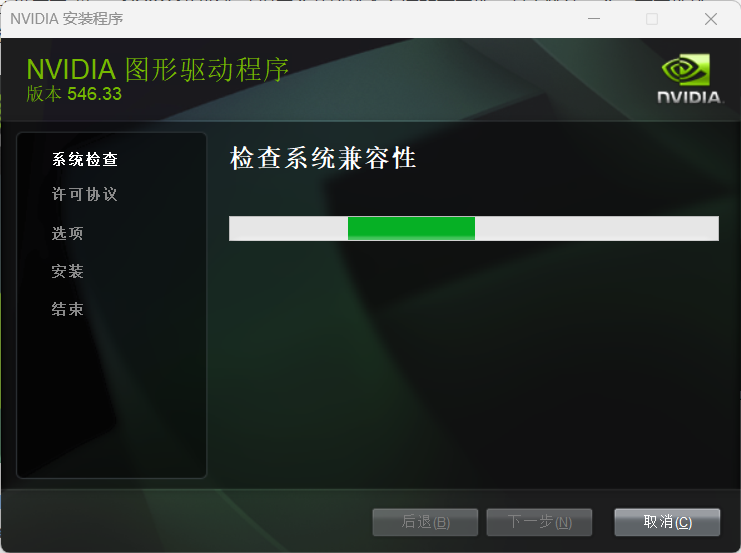 NVIDIA 安装程序
NVIDIA 图形驱动程序
版本 546.33
NVIDIA.
系统检查
许可协议
选项
安装
结束
检查系统兼容性
后退(B)
下一步(N)
取消(C)